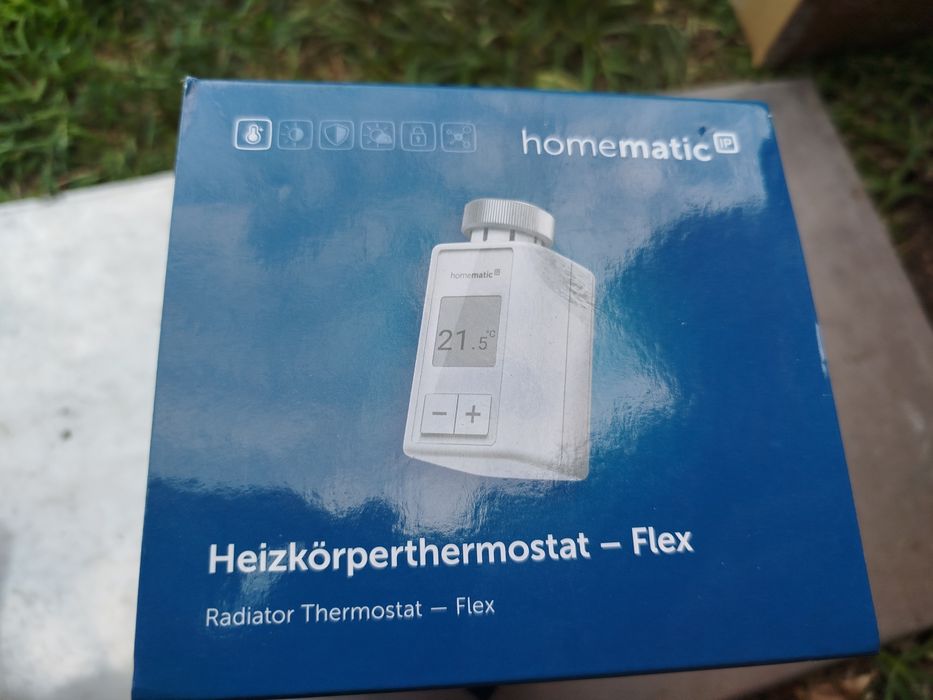 homematic IP
homematic IP
21.5°C
− +
Heizkörperthermostat – Flex
Radiator Thermostat – Flex